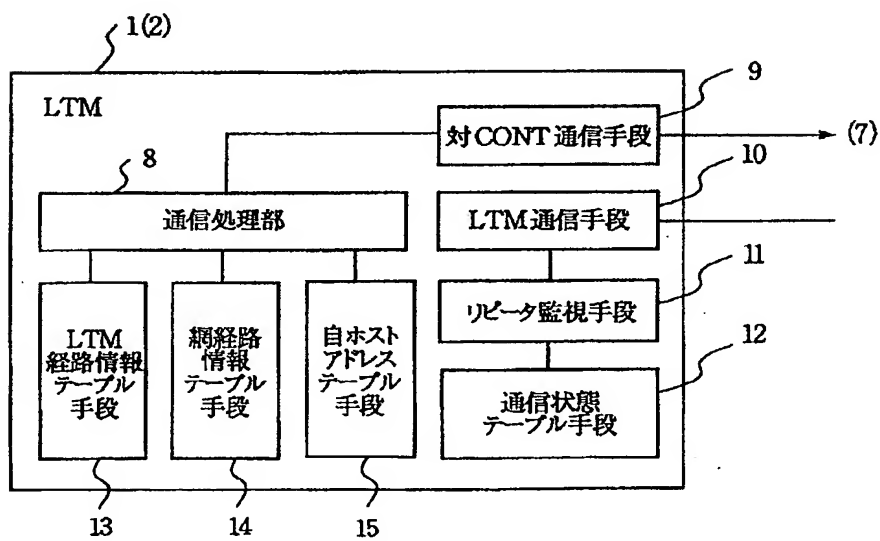 1(2)
LTM
9
対CONT通信手段
(7)
8
10
通信処理部
LTM通信手段
11
リピータ監視手段
LTM
経路情報
テーブル
手段
網経路
情報
テーブル
手段
自ホスト
アドレス
テーブル
手段
12
通信状態
テーブル手段
13
14
15